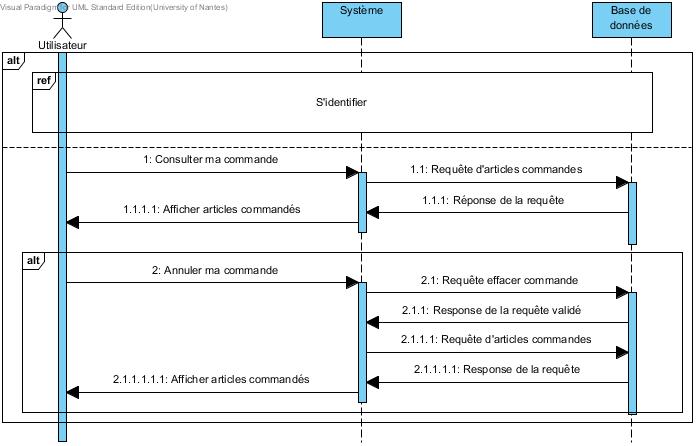 Visual Paradigm for UML Standard Edition(University of Nantes)
Système
Base de
données
Utilisateur
alt
ref
S'identifier
1: Consulter ma commande
1.1: Requête d'articles commandes
1.1.1: Réponse de la requête
1.1.1.1: Afficher articles commandés
alt
2: Annuler ma commande
2.1: Requête effacer commande
2.1.1: Response de la requête validé
2.1.1.1: Requête d'articles commandes
2.1.1.1.1: Response de la requête
2.1.1.1.1.1: Afficher articles commandés